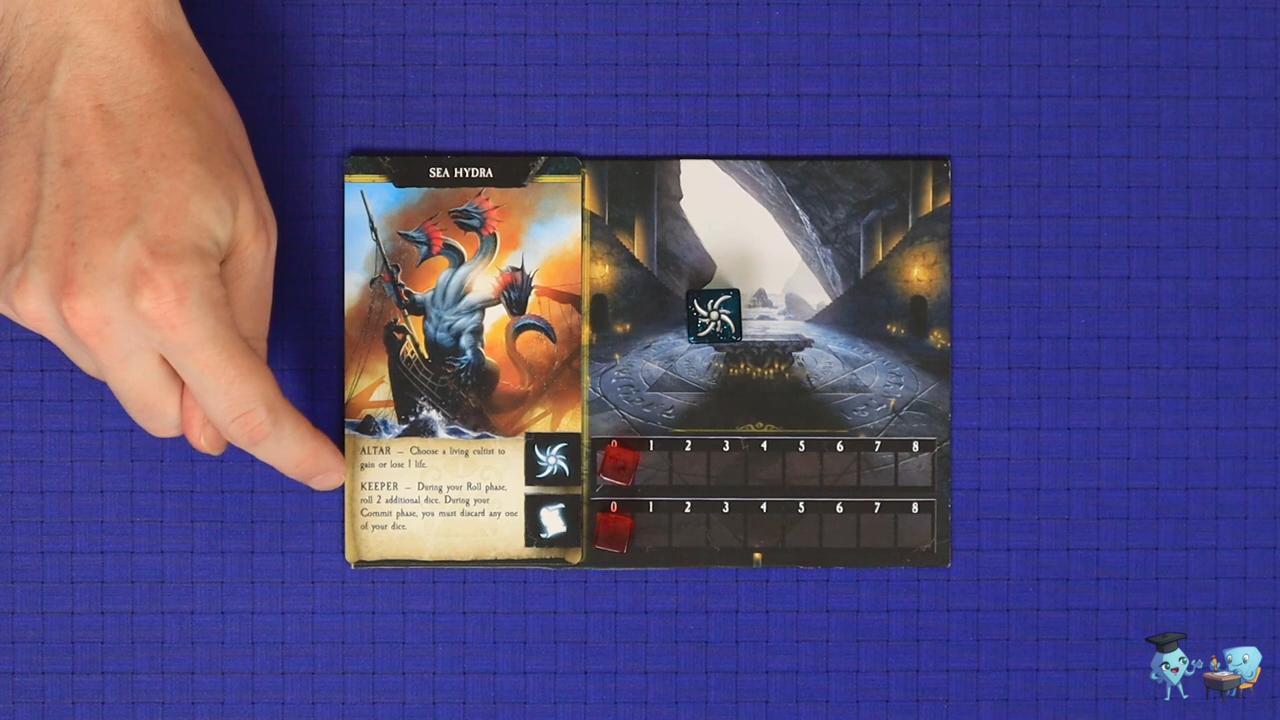 SEA HYDRA
ALTAR – Choose a living cultist to
gain or lose 1 life.
KEEPER – During your Roll phase,
roll 2 additional dice. During your
Commit phase, you must discard any one
of your dice.
0 1 2 3 4 5 6 7 8
0 1 2 3 4 5 6 7 8